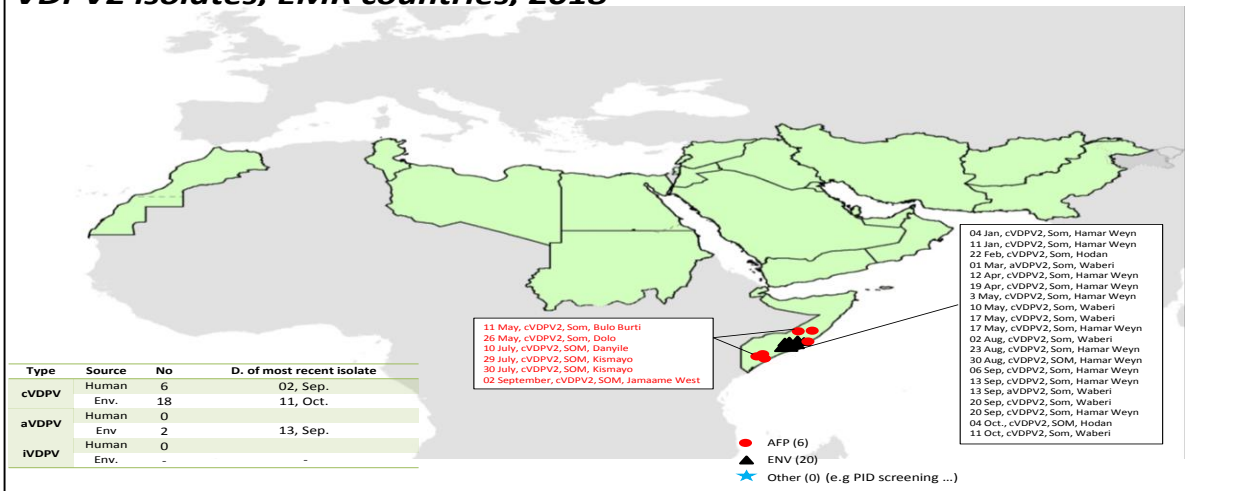 VDPV2 isolates, EMR countries, 2018
04 Jan, cVDPV2, Som, Hamar Weyn
11 Jan, cVDPV2, Som, Hamar Weyn
22 Feb, cVDPV2, Som, Hodan
01 Mar, aVDPV2, Som, Waberi
12 Apr, cVDPV2, Som, Hamar Weyn
19 Apr, cVDPV2, Som, Hamar Weyn
3 May, cVDPV2, Som, Hamar Weyn
10 May, cVDPV2, Som, Waberi
17 May, cVDPV2, Som, Waberi
17 May, cVDPV2, Som, Hamar Weyn
02 Aug, cVDPV2, Som, Waberi
23 Aug, cVDPV2, Som, Hamar Weyn
30 Aug, cVDPV2, SOM, Hamar Weyn
06 Sep, cVDPV2, Som, Hamar Weyn
13 Sep, cVDPV2, Som, Hamar Weyn
13 Sep, aVDPV2, Som, Waberi
20 Sep, cVDPV2, Som, Waberi
20 Sep, cVDPV2, Som, Hamar Weyn
04 Oct., cVDPV2, SOM, Hodan
11 Oct, cVDPV2, Som, Waberi
11 May, cVDPV2, Som, Bulo Burti
26 May, cVDPV2, Som, Dolo
10 July, cVDPV2, SOM, Danyile
29 July, cVDPV2, SOM, Kismayo
30 July, cVDPV2, SOM, Kismayo
02 September, cVDPV2, SOM, Jamaame West
Type Source No D. of most recent isolate
cVDPV Human 6 02, Sep.
Env. 18 11, Oct.
aVDPV Human 0
Env 2 13, Sep.
iVDPV Human 0
Env. - -
AFP (6)
ENV (20)
Other (0) (e.g PID screening ...)